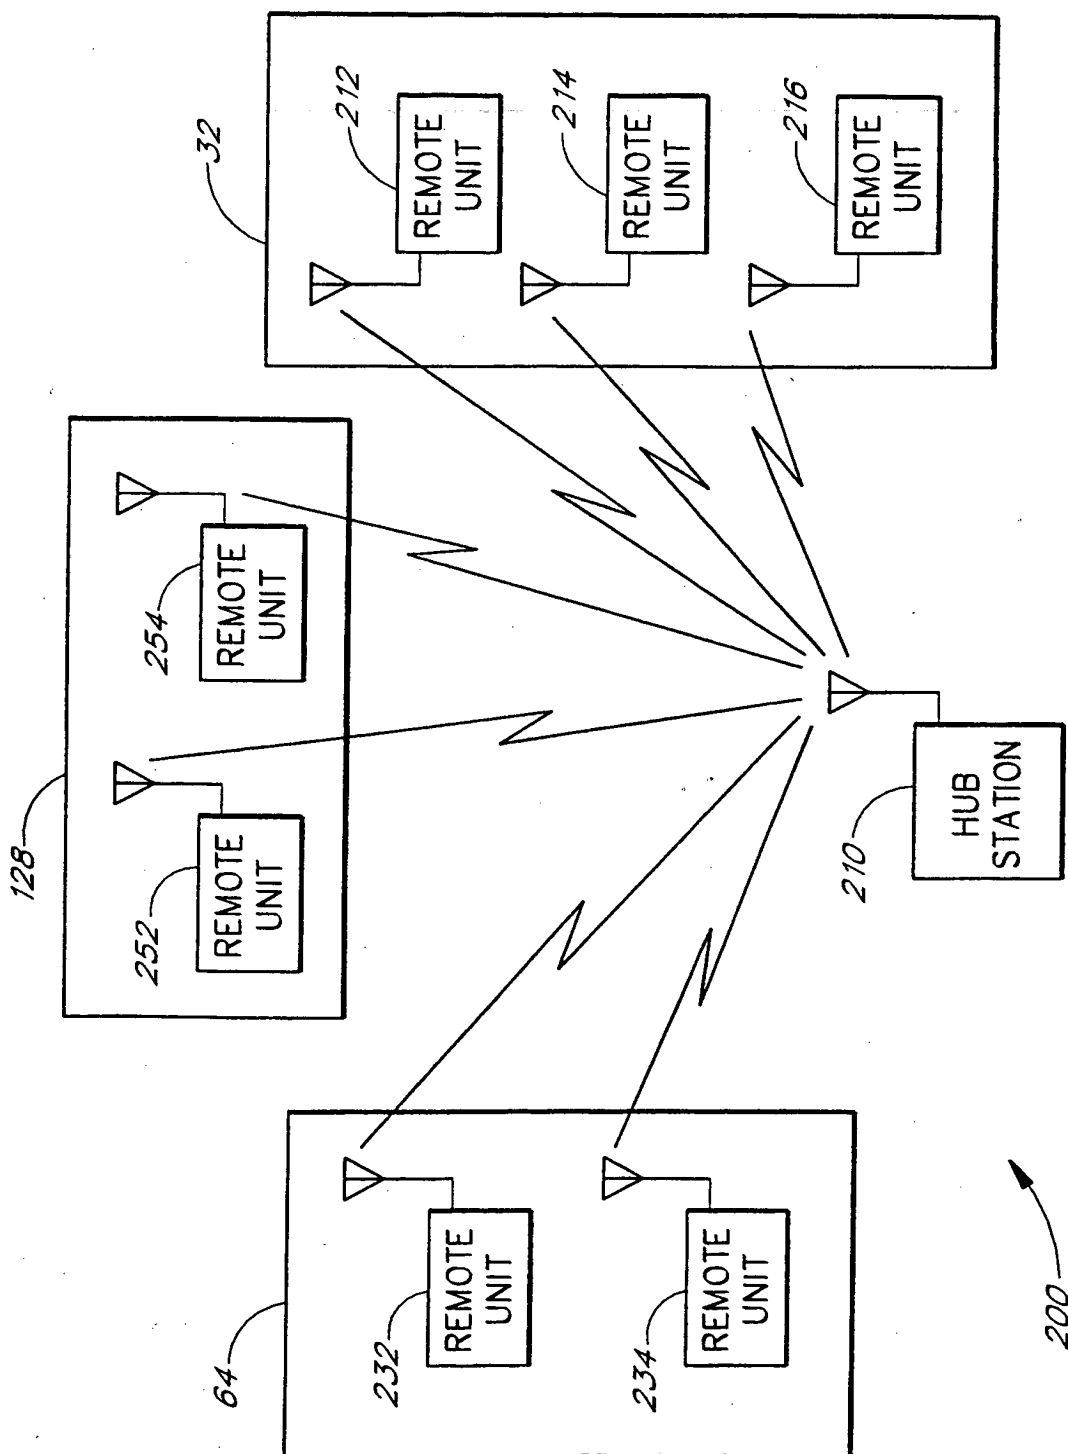 64
232
REMOTE
UNIT
234
REMOTE
UNIT
128
252
REMOTE
UNIT
254
REMOTE
UNIT
32
212
REMOTE
UNIT
214
REMOTE
UNIT
216
REMOTE
UNIT
210
HUB
STATION
200